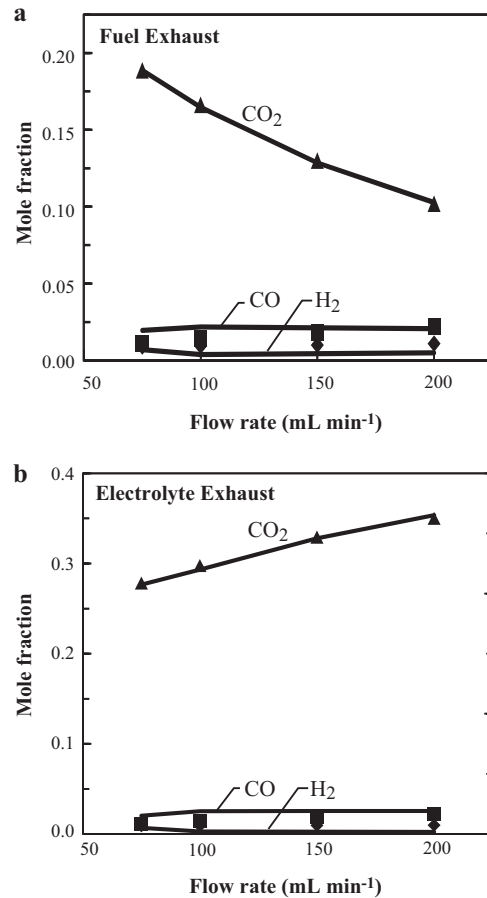 a
Fuel Exhaust
0.20
0.15
0.10
0.05
0.00
CO₂
CO
H₂
Mole fraction
50
100
150
200
Flow rate (mL min⁻¹)
b
Electrolyte Exhaust
0.4
0.3
0.2
0.1
0.0
CO₂
CO
H₂
Mole fraction
50
100
150
200
Flow rate (mL min⁻¹)